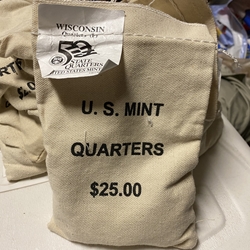 WISCONSIN
50
STATE
QUARTERS
UNITED STATES MINT
U. S. MINT
QUARTERS
$25.00